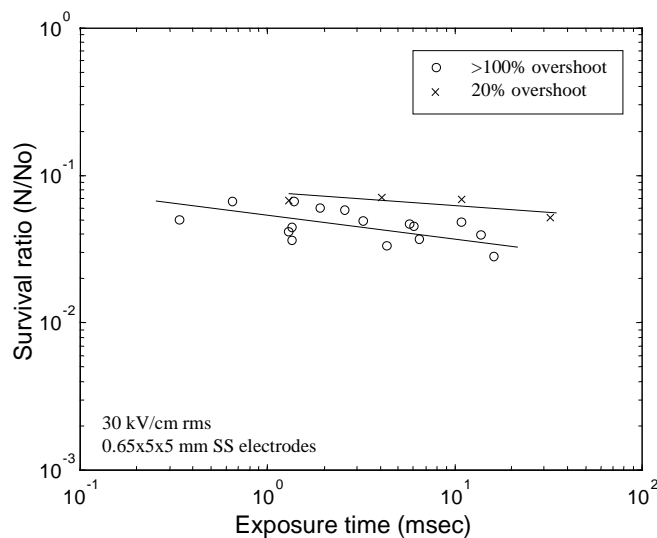 10^0
>100% overshoot
20% overshoot
10^-1
Survival ratio (N/No)
10^-2
30 kV/cm rms
0.65x5x5 mm SS electrodes
10^-3
10^-1
10^0
10^1
10^2
Exposure time (msec)